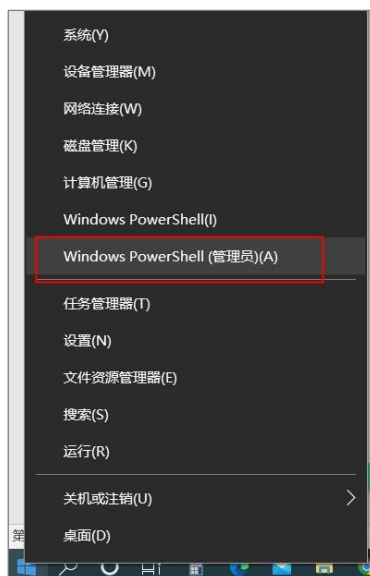 系统(Y)
设备管理器(M)
网络连接(W)
磁盘管理(K)
计算机管理(G)
Windows PowerShell(I)
Windows PowerShell (管理员)(A)
任务管理器(T)
设置(N)
文件资源管理器(E)
搜索(S)
运行(R)
关机或注销(U)
第
桌面(D)